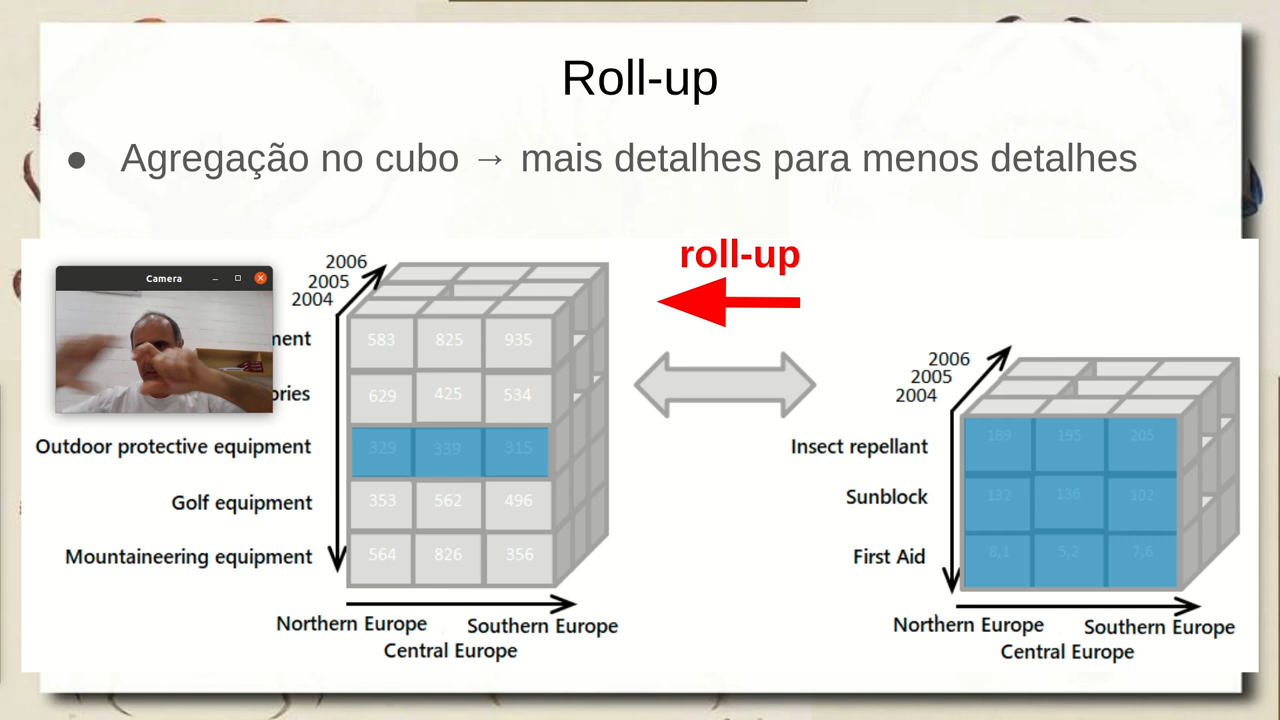 Roll-up
● Agregação no cubo → mais detalhes para menos detalhes
roll-up
Camera
2006
2005
2004
ment
ories
Outdoor protective equipment
Golf equipment
Mountaineering equipment
583 825 935
629 425 534
329 339 315
353 562 496
564 826 356
Northern Europe
Southern Europe
Central Europe
2006
2005
2004
Insect repellant
Sunblock
First Aid
189 195 205
132 136 102
8,1 5,2 7,6
Northern Europe
Southern Europe
Central Europe